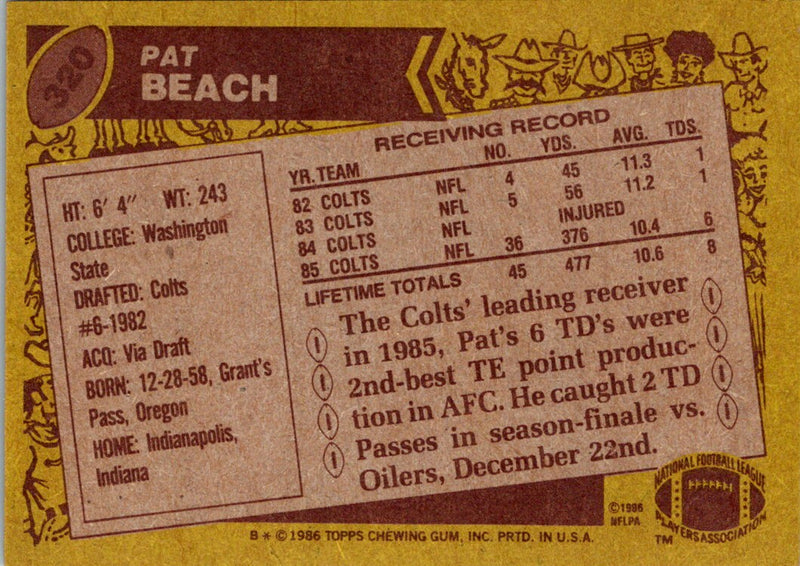 320
PAT
BEACH
HT: 6' 4" WT: 243
COLLEGE: Washington
State
DRAFTED: Colts
#6-1982
ACQ: Via Draft
BORN: 12-28-58, Grant's
Pass, Oregon
HOME: Indianapolis,
Indiana
RECEIVING RECORD
YR. TEAM NO. YDS. AVG. TDS.
82 COLTS NFL 4 45 11.3 1
83 COLTS NFL 5 56 11.2 1
84 COLTS NFL INJURED
85 COLTS NFL 36 376 10.4 6
LIFETIME TOTALS 45 477 10.6 8
The Colts' leading receiver
in 1985, Pat's 6 TD's were
2nd-best TE point produc-
tion in AFC. He caught 2 TD
Passes in season-finale vs.
Oilers, December 22nd.
©1986
NFLPA
NATIONAL FOOTBALL LEAGUE
PLAYERS ASSOCIATION
TM
B * © 1986 TOPPS CHEWING GUM, INC. PRTD. IN U.S.A.